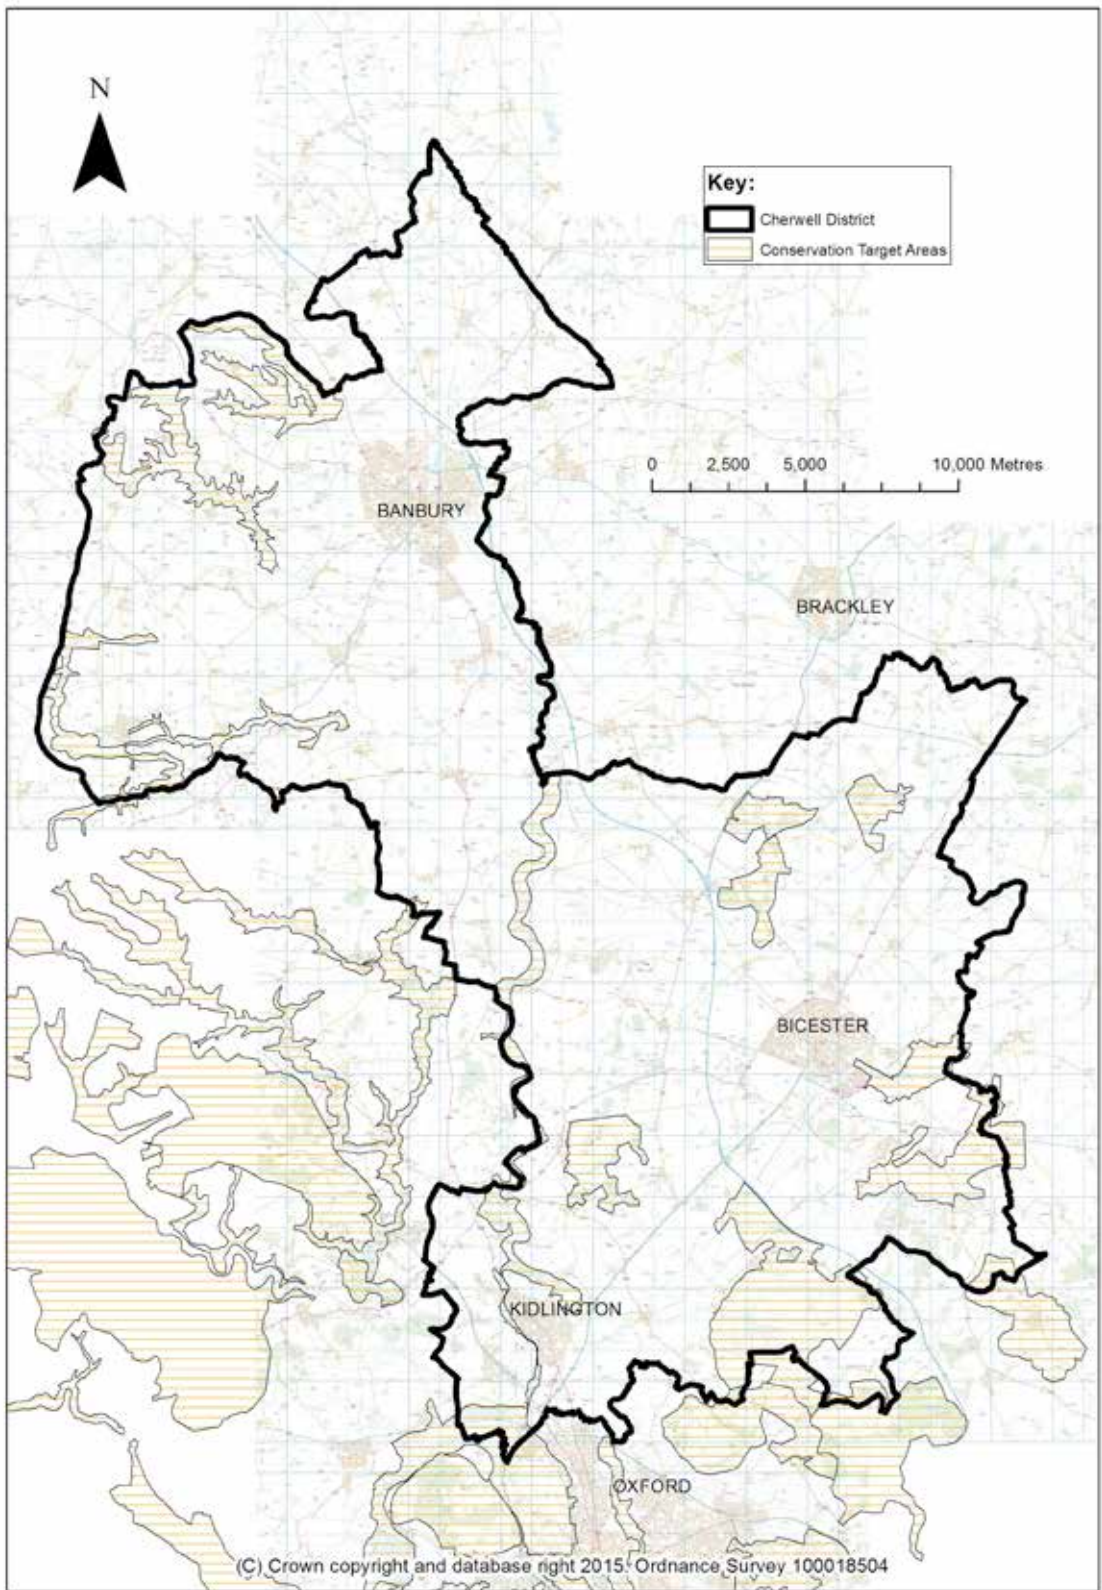 N
Key:
Cherwell District
Conservation Target Areas
0 2,500 5,000 10,000 Metres
BANBURY
BRACKLEY
BICESTER
KIDLINGTON
OXFORD
(C) Crown copyright and database right 2015. Ordnance Survey 100018504